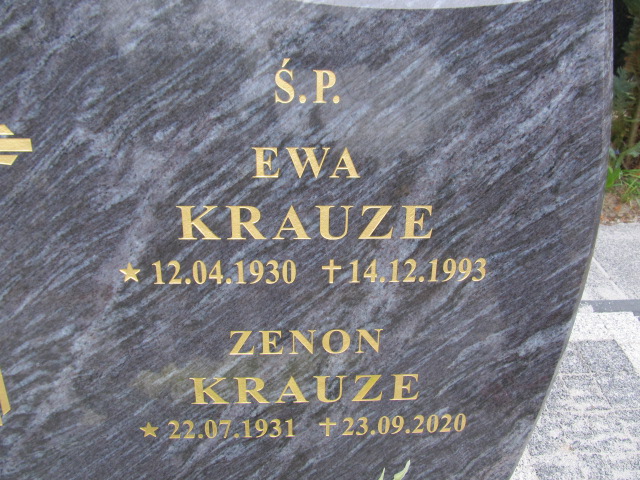 Ś.P.
EWA
KRAUZE
★ 12.04.1930 ✝ 14.12.1993
ZENON
KRAUZE
★ 22.07.1931 ✝ 23.09.2020